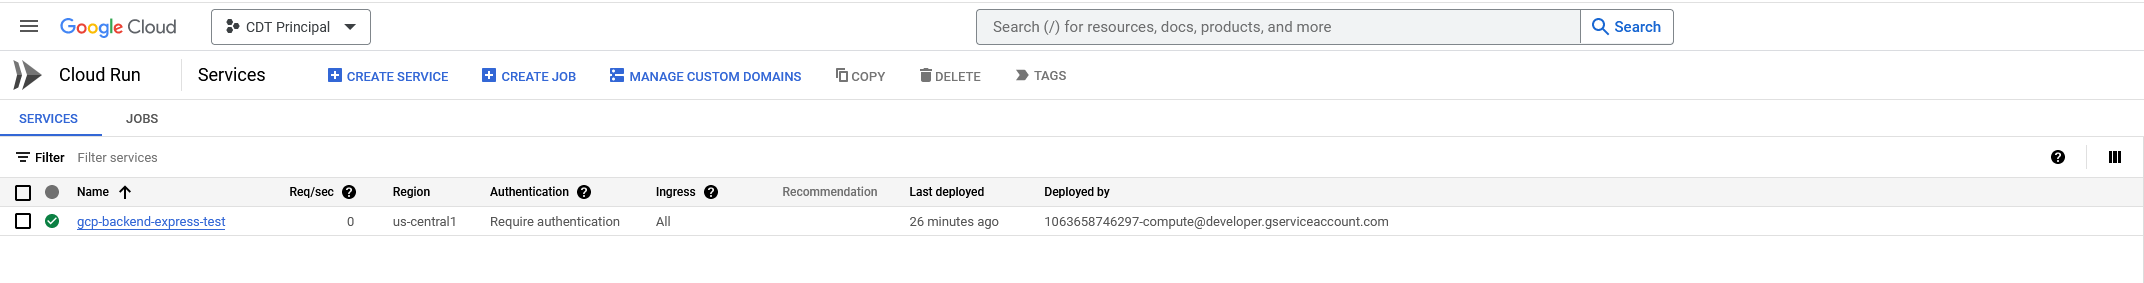 Google Cloud CDT Principal Search (/) for resources, docs, products, and more Search
Cloud Run Services CREATE SERVICE CREATE JOB MANAGE CUSTOM DOMAINS COPY DELETE TAGS
SERVICES JOBS
Filter Filter services
Name Req/sec Region Authentication Ingress Recommendation Last deployed Deployed by
gcp-backend-express-test 0 us-central1 Require authentication All 26 minutes ago 1063658746297-compute@developer.gserviceaccount.com